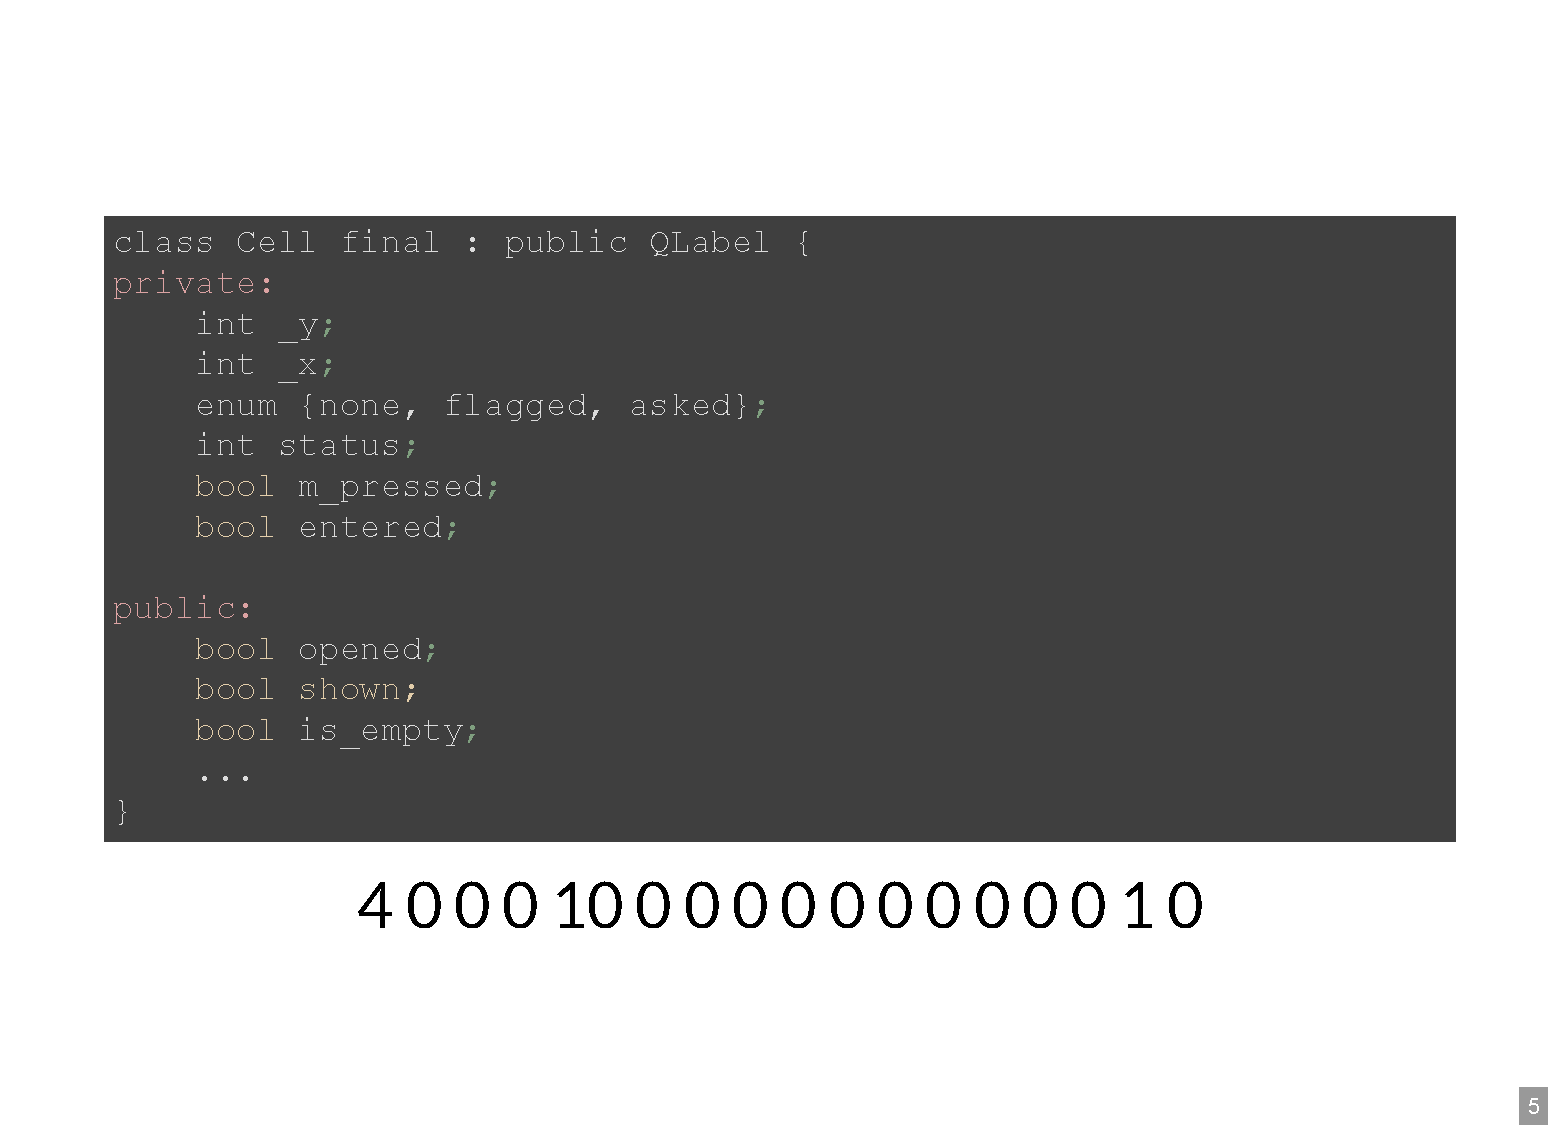 class Cell final : public QLabel {
private:
    int _y;
    int _x;
    enum {none, flagged, asked};
    int status;
    bool m_pressed;
    bool entered;

public:
    bool opened;
    bool shown;
    bool is_empty;
    ...
}
4 0 0 0 10 0 0 0 0 0 0 0 0 0 0 0 1 0
5